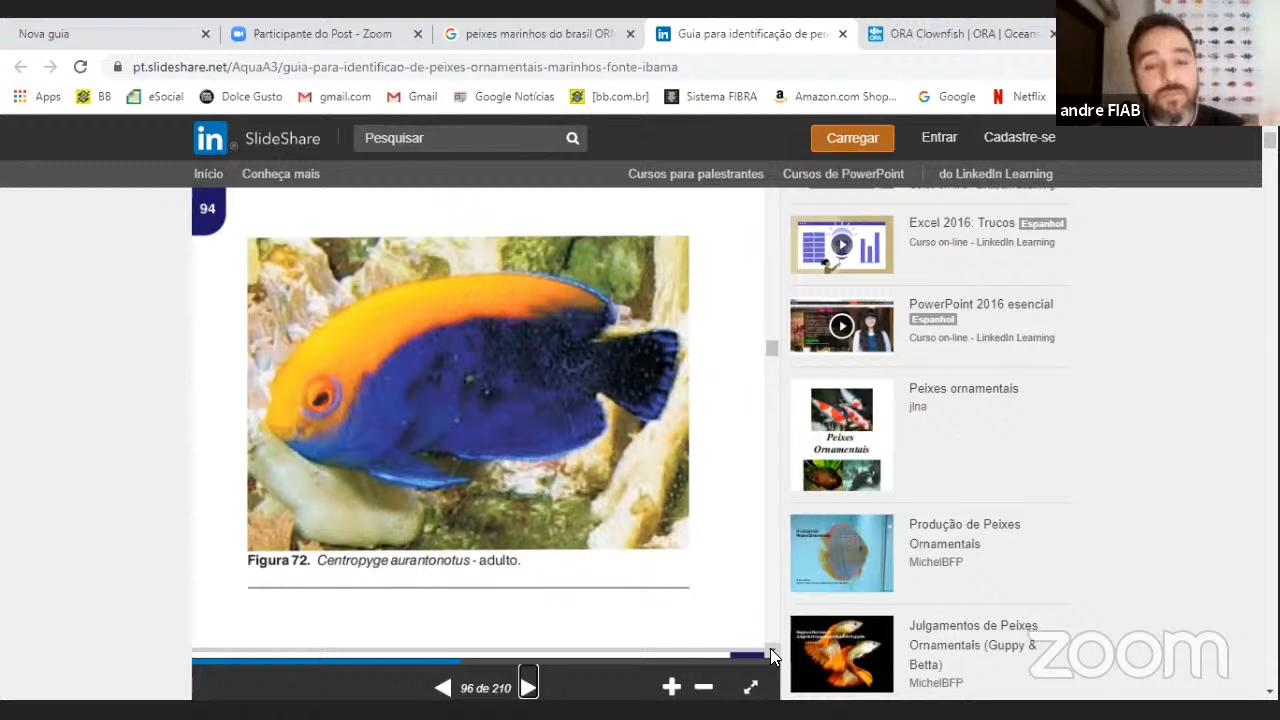 Nova guia
Participante do Post - Zoom
peixes marinhos do brasil ORN
Guia para identificação de pei
ORA Clownfish | ORA | Oceans
pt.slideshare.net/AquaA3/guia-para-identificao-de-peixes-or
arinhos-fonte-ibama
Apps
BB
eSocial
Dolce Gusto
gmail.com
Gmail
Google Notícias
[bb.com.br]
Sistema FIBRA
Amazon.com Shop...
Google
Netflix
andre FIAB
in SlideShare
Pesquisar
Carregar
Entrar
Cadastre-se
Início
Conheça mais
Cursos para palestrantes
Cursos de PowerPoint
do LinkedIn Learning
94
Figura 72. Centropyge aurantonotus - adulto.
96 de 210
Excel 2016: Trucos Espanhol
Curso on-line - LinkedIn Learning
PowerPoint 2016 esencial
Espanhol
Curso on-line - LinkedIn Learning
Peixes
Ornamentais
Peixes ornamentais
jlna
Produção de Peixes
Ornamentais
MichelBFP
Julgamentos de Peixes
Ornamentais (Guppy &
Betta)
MichelBFP
zoom